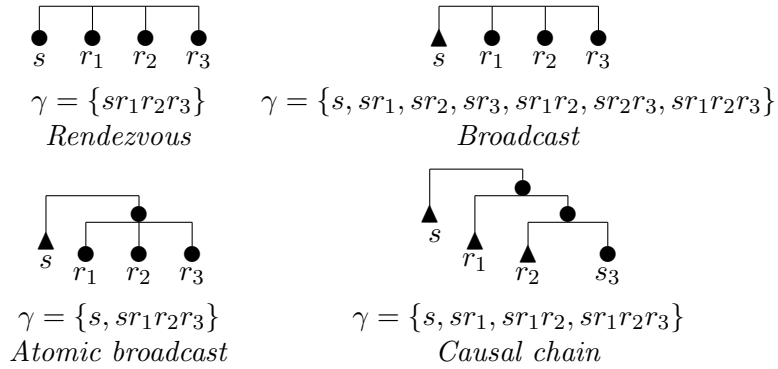 s r₁ r₂ r₃
γ = {sr₁r₂r₃}
Rendezvous
s r₁ r₂ r₃
γ = {s, sr₁, sr₂, sr₃, sr₁r₂, sr₂r₃, sr₁r₂r₃}
Broadcast
s r₁ r₂ r₃
γ = {s, sr₁r₂r₃}
Atomic broadcast
s r₁ r₂ s₃
γ = {s, sr₁, sr₁r₂, sr₁r₂r₃}
Causal chain